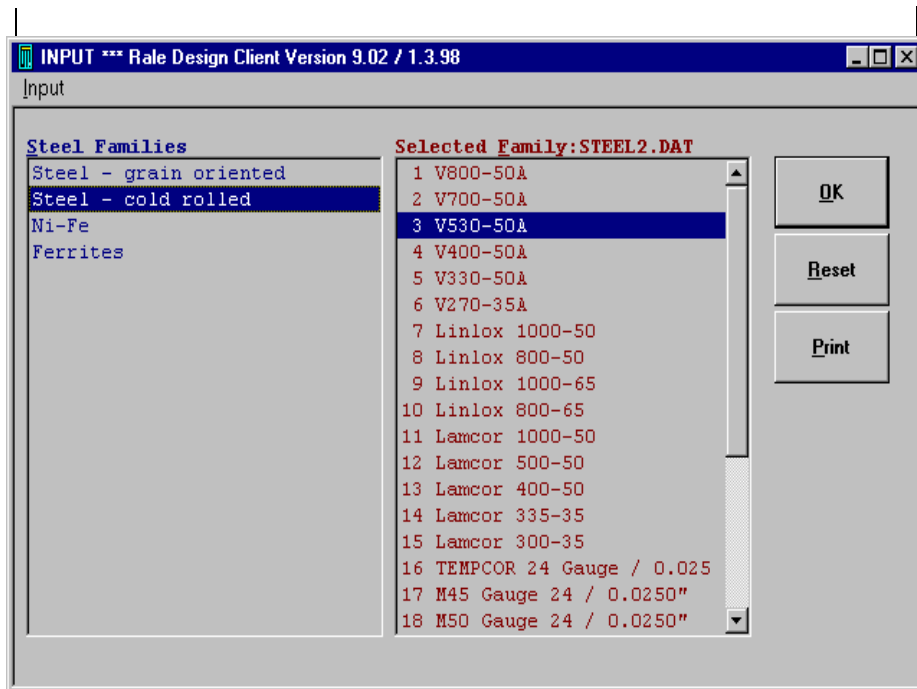 INPUT *** Rale Design Client Version 9.02 / 1.3.98
Input
Steel Families
Steel - grain oriented
Steel - cold rolled
Ni-Fe
Ferrites
Selected Family:STEEL2.DAT
1 V800-50A
2 V700-50A
3 V530-50A
4 V400-50A
5 V330-50A
6 V270-35A
7 Linlox 1000-50
8 Linlox 800-50
9 Linlox 1000-65
10 Linlox 800-65
11 Lamcor 1000-50
12 Lamcor 500-50
13 Lamcor 400-50
14 Lamcor 335-35
15 Lamcor 300-35
16 TEMPCOR 24 Gauge / 0.025
17 M45 Gauge 24 / 0.0250"
18 M50 Gauge 24 / 0.0250"
OK
Reset
Print